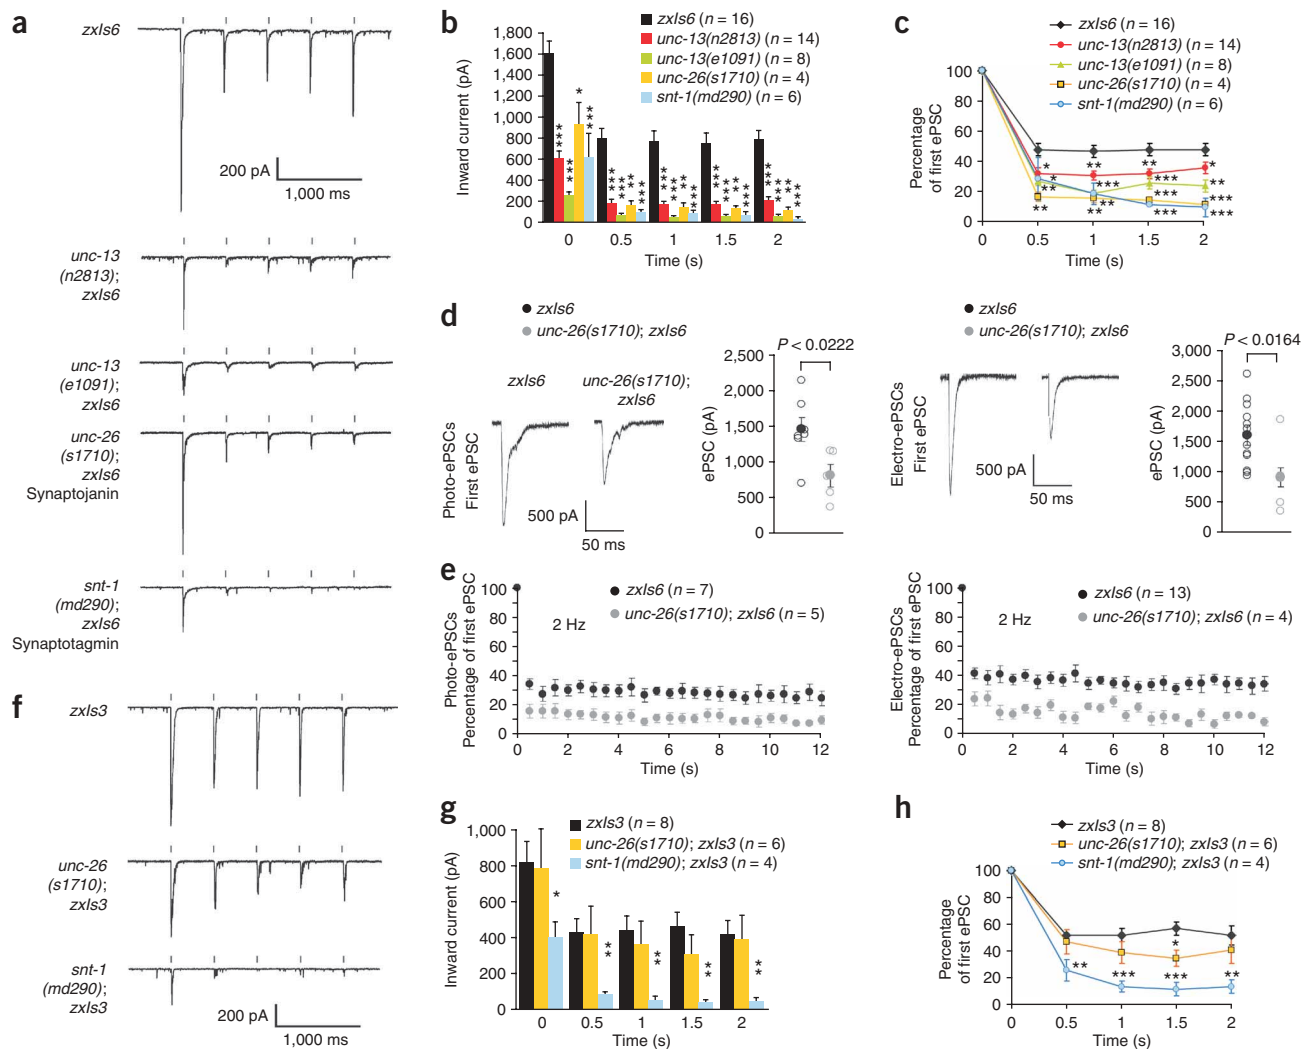 a
zxIs6
200 pA
1,000 ms
unc-13
(n2813);
zxIs6
unc-13
(e1091);
zxIs6
unc-26
(s1710);
zxIs6
Synaptojanin
snt-1
(md290);
zxIs6
Synaptotagmin
b
zxIs6 (n = 16)
unc-13(n2813) (n = 14)
unc-13(e1091) (n = 8)
unc-26(s1710) (n = 4)
snt-1(md290) (n = 6)
Inward current (pA)
1,800
1,600
1,400
1,200
1,000
800
600
400
200
0
*** *** * ***
*** *** ** ***
*** *** ** ***
*** *** ** ***
*** *** ** ***
0 0.5 1 1.5 2
Time (s)
c
zxIs6 (n = 16)
unc-13(n2813) (n = 14)
unc-13(e1091) (n = 8)
unc-26(s1710) (n = 4)
snt-1(md290) (n = 6)
Percentage
of first ePSC
100
80
60
40
20
0
* ** ** *
** *** *** **
** ** *** ***
***
0 0.5 1 1.5 2
Time (s)
d
zxIs6
unc-26(s1710); zxIs6
Photo-ePSCs
First ePSC
zxIs6
unc-26(s1710);
zxIs6
500 pA
50 ms
P < 0.0222
ePSC (pA)
2,500
2,000
1,500
1,000
500
0
zxIs6
unc-26(s1710); zxIs6
Electro-ePSCs
First ePSC
500 pA
50 ms
P < 0.0164
ePSC (pA)
3,000
2,500
2,000
1,500
1,000
500
0
e
Photo-ePSCs
Percentage of first ePSC
100
80
60
40
20
0
zxIs6 (n = 7)
unc-26(s1710); zxIs6 (n = 5)
2 Hz
0 2 4 6 8 10 12
Time (s)
Electro-ePSCs
Percentage of first ePSC
100
80
60
40
20
0
zxIs6 (n = 13)
unc-26(s1710); zxIs6 (n = 4)
2 Hz
0 2 4 6 8 10 12
Time (s)
f
zxIs3
unc-26
(s1710);
zxIs3
snt-1
(md290);
zxIs3
200 pA
1,000 ms
g
zxIs3 (n = 8)
unc-26(s1710); zxIs3 (n = 6)
snt-1(md290); zxIs3 (n = 4)
Inward current (pA)
1,000
800
600
400
200
0
* ** ** ** **
0 0.5 1 1.5 2
Time (s)
h
zxIs3 (n = 8)
unc-26(s1710); zxIs3 (n = 6)
snt-1(md290); zxIs3 (n = 4)
Percentage
of first ePSC
100
80
60
40
20
0
*
** *** *** **
0 0.5 1 1.5 2
Time (s)